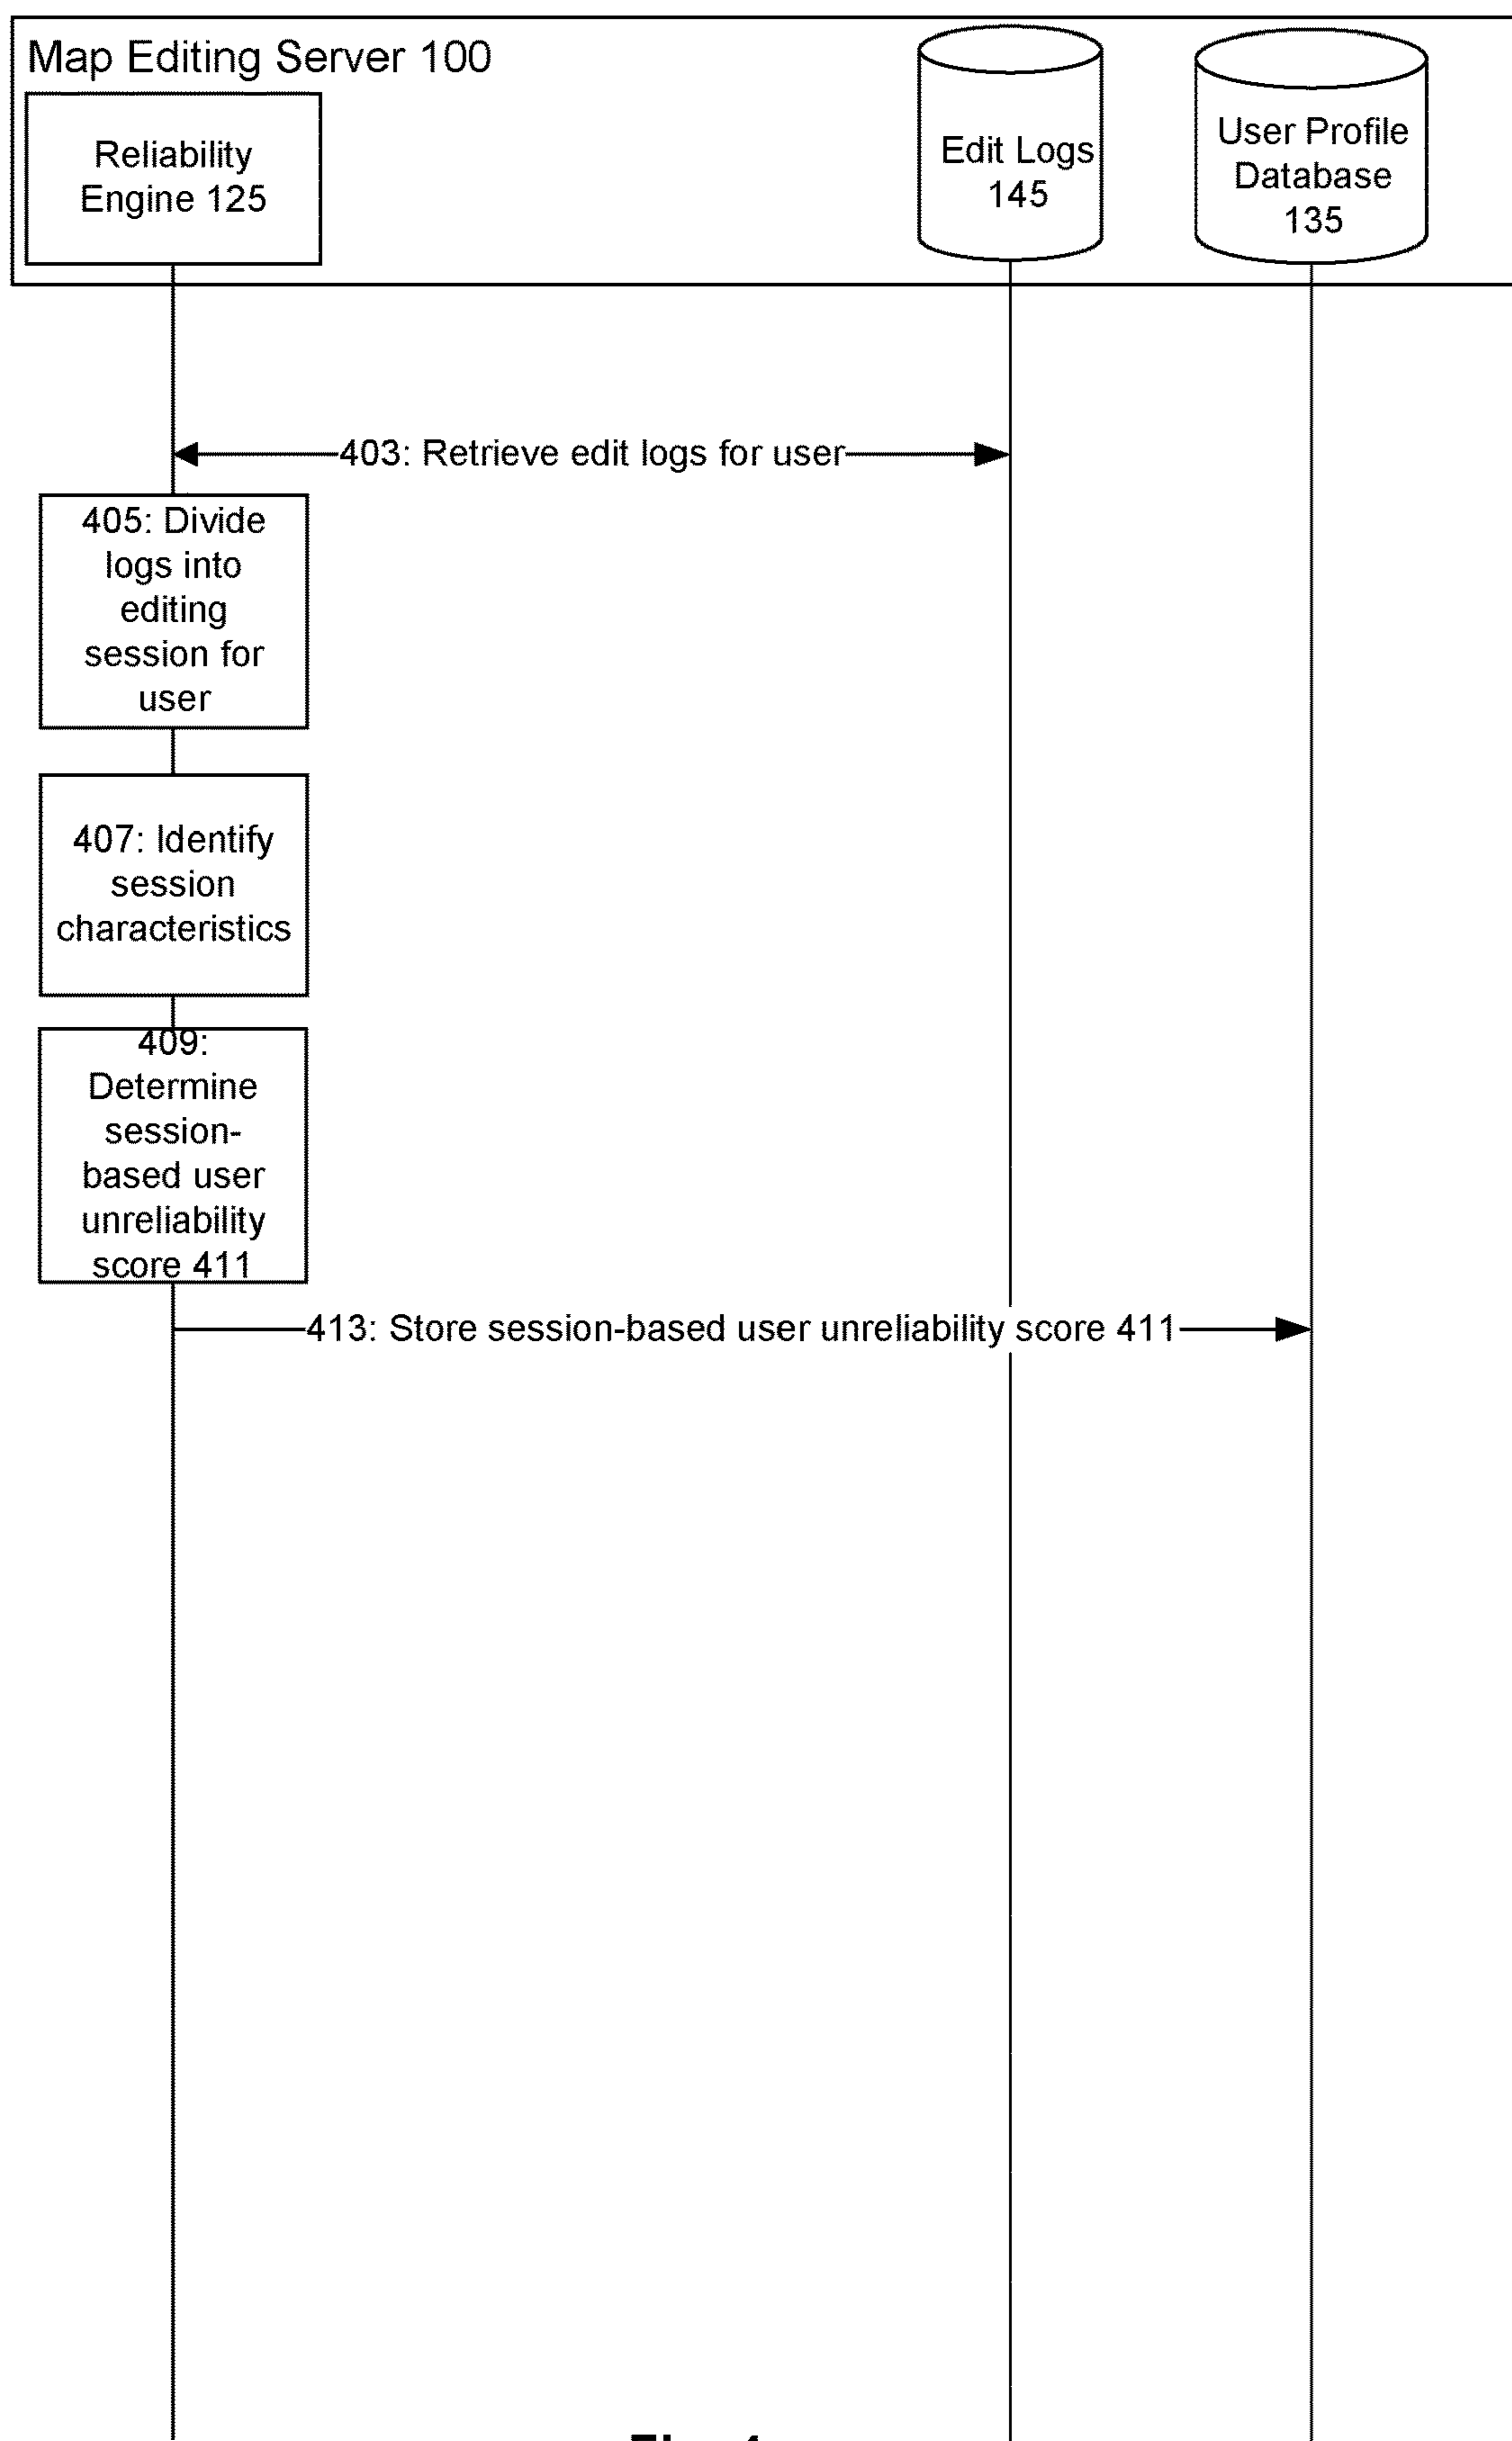 Map Editing Server 100
Reliability
Engine 125
Edit Logs
145
User Profile
Database
135
403: Retrieve edit logs for user
405: Divide
logs into
editing
session for
user
407: Identify
session
characteristics
409:
Determine
session-
based user
unreliability
score 411
413: Store session-based user unreliability score 411